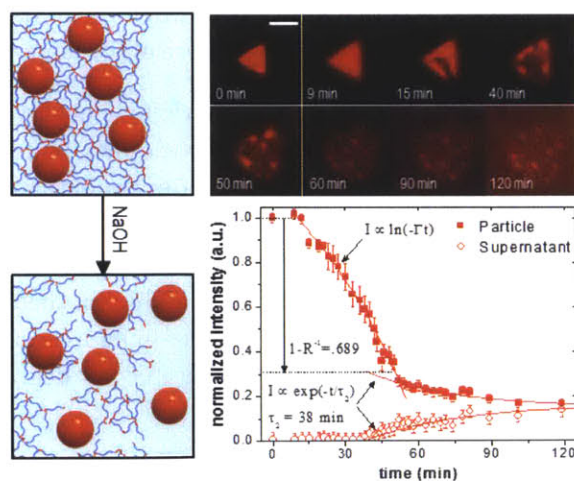 NaOH
0 min
9 min
15 min
40 min
50 min
60 min
90 min
120 min
normalized intensity (a.u.)
1.0
0.8
0.6
0.4
0.2
0.0
I ∝ ln(-Γt)
Particle
Supernatant
1-R⁻¹=.689
I ∝ exp(-t/τ₂)
τ₂ = 38 min
0
30
60
90
120
time (min)